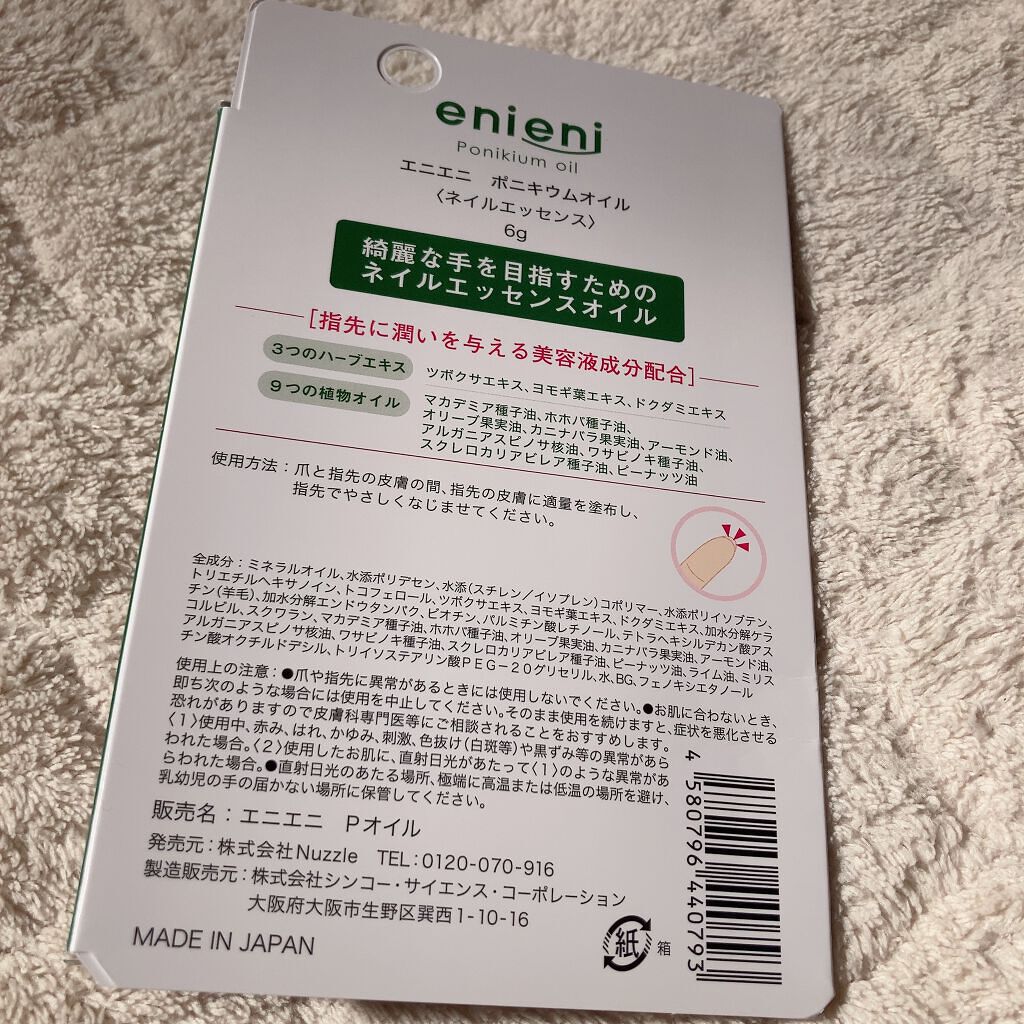 enieni
Ponikium oil
エニエニ ポニキウムオイル
〈ネイルエッセンス〉
6g
綺麗な手を目指すための
ネイルエッセンスオイル
[指先に潤いを与える美容液成分配合]
3つのハーブエキス
ツボクサエキス、ヨモギ葉エキス、ドクダミエキス
9つの植物オイル
マカデミア種子油、ホホバ種子油、
オリーブ果実油、カニナバラ果実油、アーモンド油、
アルガニアスピノサ核油、ワサビノキ種子油、
スクレロカリアビレア種子油、ピーナッツ油
使用方法：爪と指先の皮膚の間、指先の皮膚に適量を塗布し、
指先でやさしくなじませてください。
全成分：ミネラルオイル、水添ポリデセン、水添(スチレン/イソプレン)コポリマー、水添ポリイソブテン、
トリエチルヘキサノイン、トコフェロール、ツボクサエキス、ヨモギ葉エキス、ドクダミエキス、加水分解ケラ
チン(羊毛)、加水分解エンドウタンパク、ビオチン、パルミチン酸レチノール、テトラヘキシルデカン酸アス
コルビル、スクワラン、マカデミア種子油、ホホバ種子油、オリーブ果実油、カニナバラ果実油、アーモンド油、
アルガニアスピノサ核油、ワサビノキ種子油、スクレロカリアビレア種子油、ピーナッツ油、ライム油、ミリス
チン酸オクチルドデシル、トリイソステアリン酸PEG-20グリセリル、水、BG、フェノキシエタノール
使用上の注意：●爪や指先に異常があるときには使用しないでください。●お肌に合わないとき、
即ち次のような場合には使用を中止してください。そのまま使用を続けますと、症状を悪化させる
恐れがありますので皮膚科専門医等にご相談されることをおすすめします。
〈1〉使用中、赤み、はれ、かゆみ、刺激、色抜け(白斑等)や黒ずみ等の異常があら
われた場合。〈2〉使用したお肌に、直射日光があたって〈1〉のような異常があ
らわれた場合。●直射日光のあたる場所、極端に高温または低温の場所を避け、
乳幼児の手の届かない場所に保管してください。
販売名：エニエニ Pオイル
発売元：株式会社Nuzzle TEL:0120-070-916
製造販売元：株式会社シンコー・サイエンス・コーポレーション
大阪府大阪市生野区巽西1-10-16
MADE IN JAPAN
紙 箱
4 580796 440793